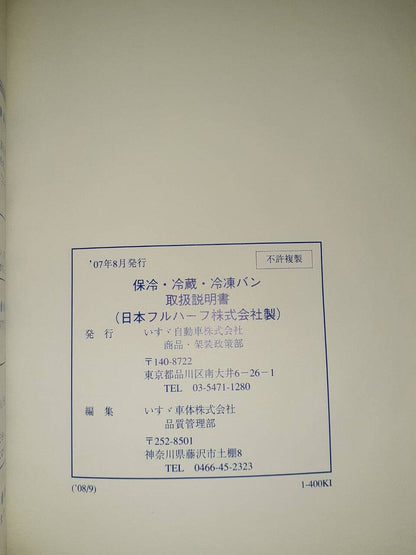 '07年8月発行
不許複製
保冷・冷蔵・冷凍バン
取扱説明書
(日本フルハーフ株式会社製)
発 行 いすゞ自動車株式会社
商品・架装政策部
〒140-8722
東京都品川区南大井6-26-1
TEL 03-5471-1280
編 集 いすゞ車体株式会社
品質管理部
〒252-8501
神奈川県藤沢市土棚8
TEL 0466-45-2323
('08/9)
1-400KI